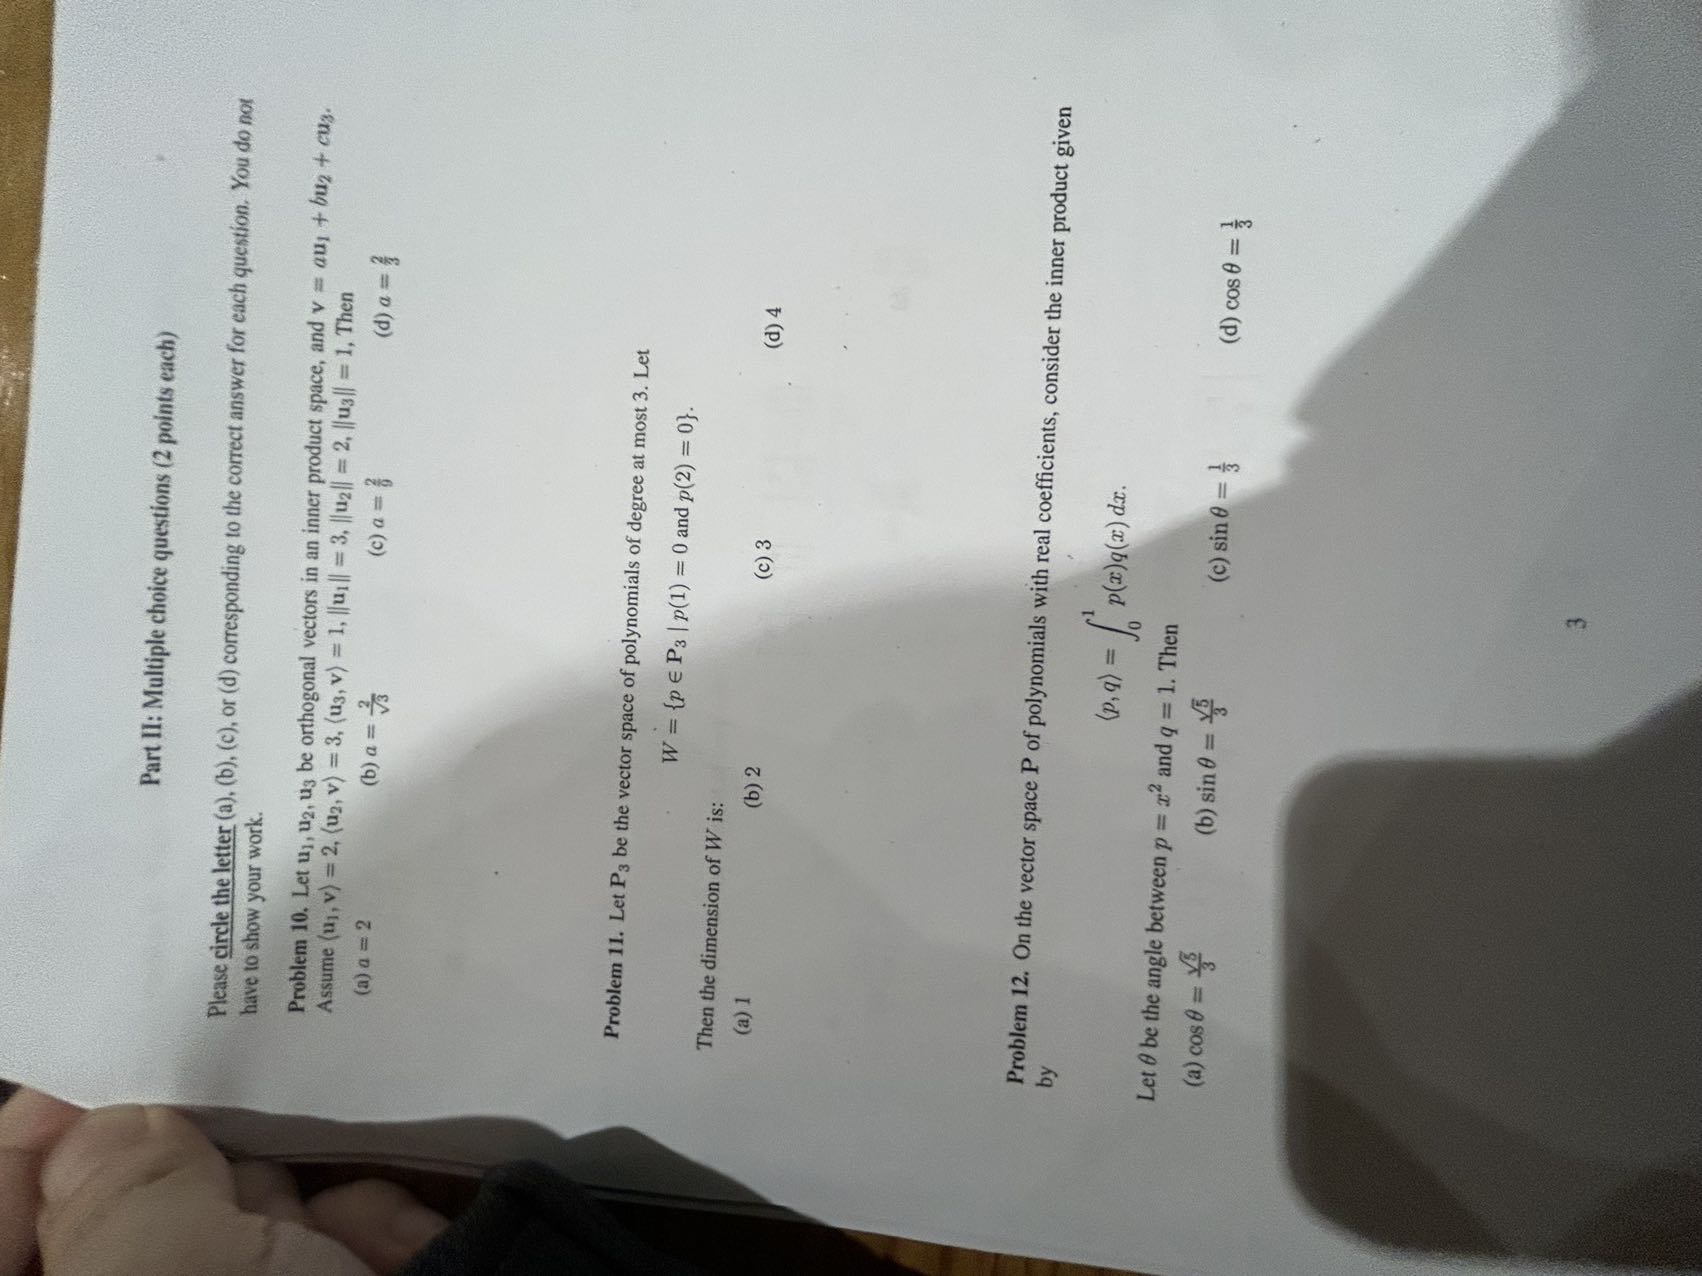 Part II: Multiple choice questions (2 points each)
Please circle the letter (a), (b), (c), or (d) corresponding to the correct answer for each question. You do not
have to show your work.
Problem 10. Let u₁, u₂, u₃ be orthogonal vectors in an inner product space, and v = au₁ + bu₂ + cu₃.
Assume ⟨u₁, v⟩ = 2, ⟨u₂, v⟩ = 3, ⟨u₃, v⟩ = 1, ||u₁|| = 3, ||u₂|| = 2, ||u₃|| = 1, Then
(a) a = 2 (b) a = 2/√3 (c) a = 2/9 (d) a = 2/3
Problem 11. Let P₃ be the vector space of polynomials of degree at most 3. Let
W = {p ∈ P₃ | p(1) = 0 and p(2) = 0}.
Then the dimension of W is:
(a) 1 (b) 2 (c) 3 (d) 4
Problem 12. On the vector space P of polynomials with real coefficients, consider the inner product given
by
⟨p, q⟩ = ∫₀¹ p(x)q(x) dx.
Let θ be the angle between p = x² and q = 1. Then
(a) cos θ = √5/3 (b) sin θ = √5/3 (c) sin θ = 1/3 (d) cos θ = 1/3
3